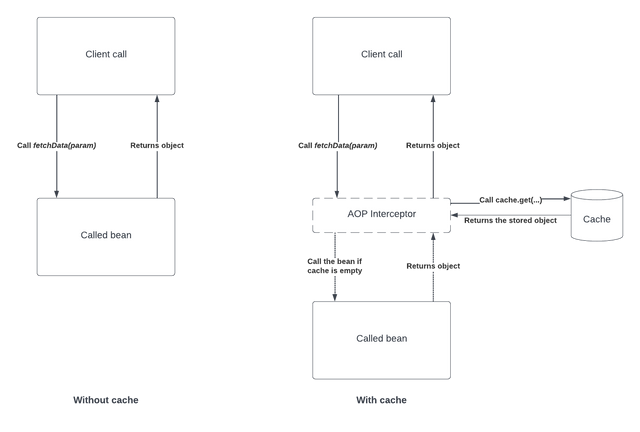 Client call
Call fetchData(param)
Returns object
Called bean
Without cache
Client call
Call fetchData(param)
Returns object
AOP Interceptor
Call cache.get(...)
Returns the stored object
Cache
Call the bean if
cache is empty
Returns object
Called bean
With cache